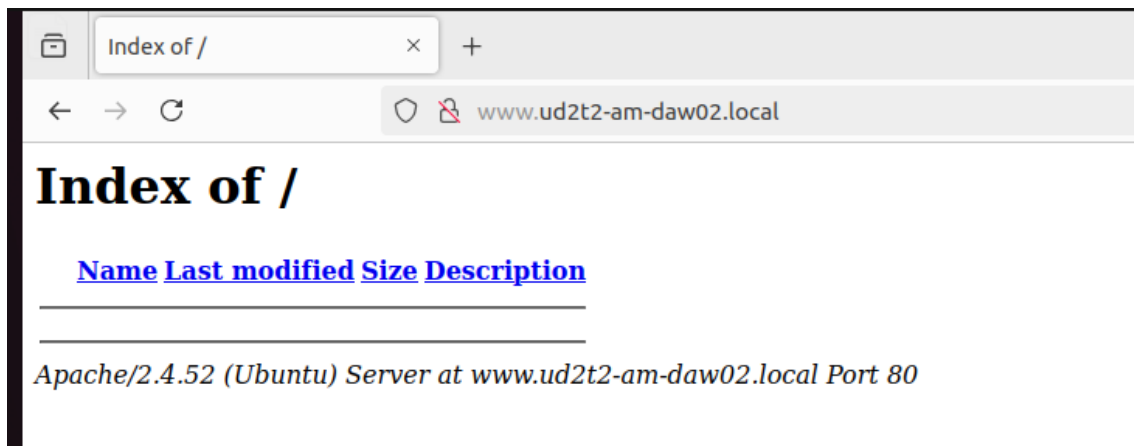 Index of /
www.ud2t2-am-daw02.local
Index of /
Name Last modified Size Description
Apache/2.4.52 (Ubuntu) Server at www.ud2t2-am-daw02.local Port 80